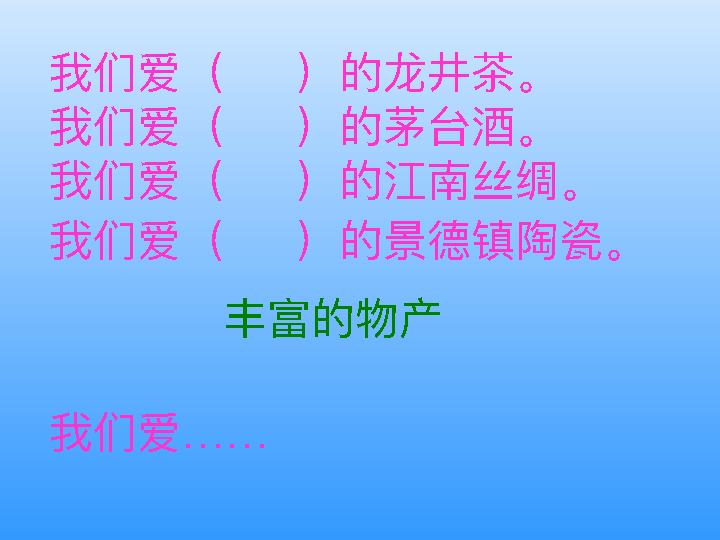 我们爱（　　）的龙井茶。
我们爱（　　）的茅台酒。
我们爱（　　）的江南丝绸。
我们爱（　　）的景德镇陶瓷。
丰富的物产
我们爱……